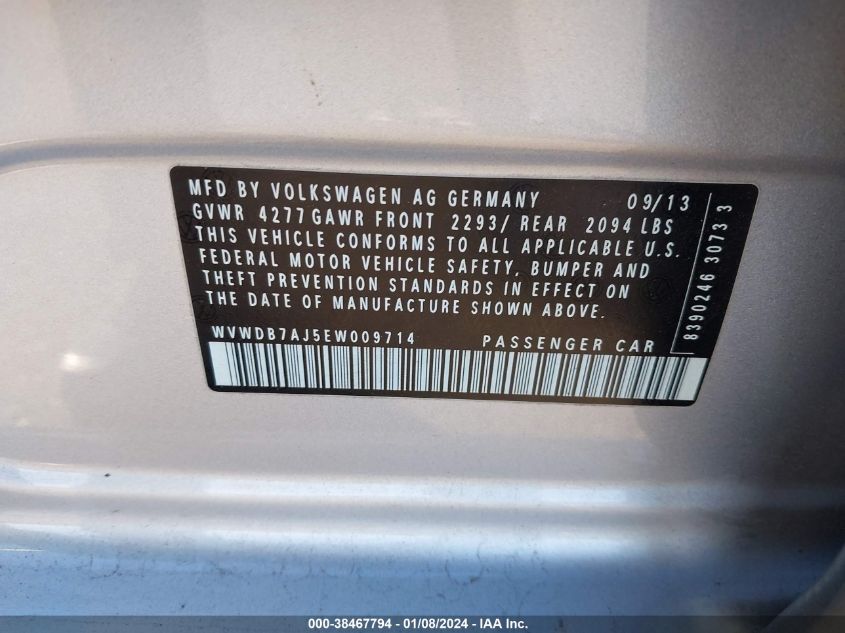 MFD BY VOLKSWAGEN AG GERMANY 09/13
GVWR 4277 GAWR FRONT 2293/ REAR 2094 LBS
THIS VEHICLE CONFORMS TO ALL APPLICABLE U.S.
FEDERAL MOTOR VEHICLE SAFETY, BUMPER AND
THEFT PREVENTION STANDARDS IN EFFECT ON
THE DATE OF MANUFACTURE SHOWN ABOVE.
WVWDB7AJ5EW009714 PASSENGER CAR
8390246 3073 3
000-38467794 - 01/08/2024 - IAA Inc.